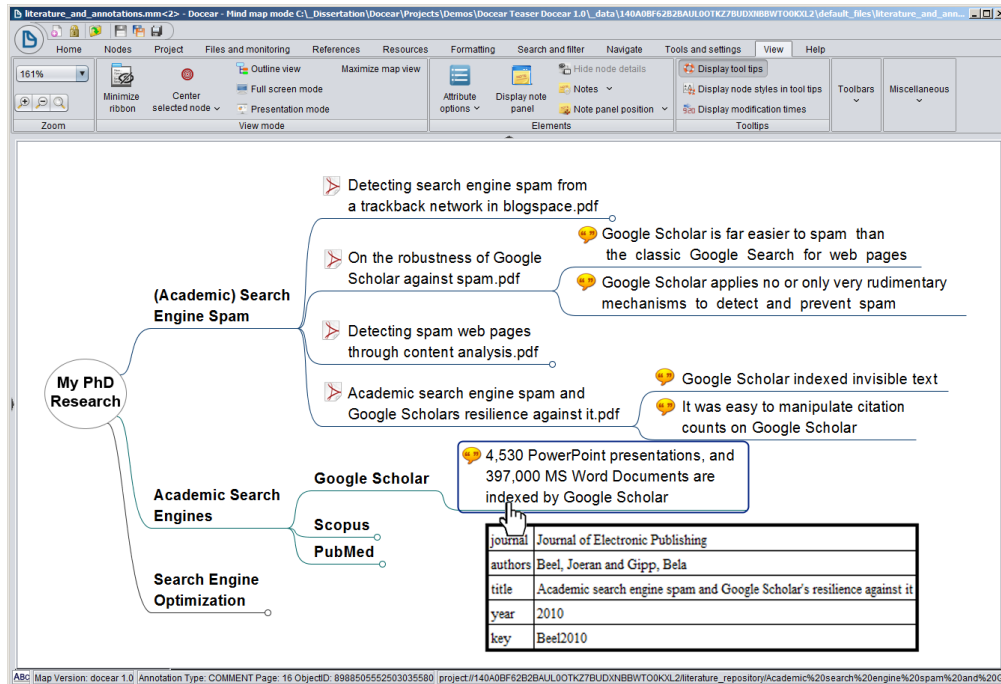 literature_and_annotations.mm<2> - Docear - Mind map mode C:\_Dissertation\Docear\Projects\Demos\Docear Teaser Docear 1.0\_data\140A0BF62B2BAUL0OTKZ7BUDXNBBWTO0KXL2\default_files\literature_and_ann...
Home Nodes Project Files and monitoring References Resources Formatting Search and filter Navigate Tools and settings View Help
161%
Minimize ribbon
Center selected node
Outline view
Full screen mode
Presentation mode
Maximize map view
Attribute options
Display note panel
Hide node details
Notes
Note panel position
Display tool tips
Display node styles in tool tips
Display modification times
Toolbars
Miscellaneous
Zoom View mode Elements Tooltips
My PhD
Research
(Academic) Search
Engine Spam
Detecting search engine spam from
a trackback network in blogspace.pdf
On the robustness of Google
Scholar against spam.pdf
Google Scholar is far easier to spam than
the classic Google Search for web pages
Google Scholar applies no or only very rudimentary
mechanisms to detect and prevent spam
Detecting spam web pages
through content analysis.pdf
Academic search engine spam and
Google Scholars resilience against it.pdf
Google Scholar indexed invisible text
It was easy to manipulate citation
counts on Google Scholar
Academic Search
Engines
Google Scholar
4,530 PowerPoint presentations, and
397,000 MS Word Documents are
indexed by Google Scholar
Scopus
PubMed
Search Engine
Optimization
journal Journal of Electronic Publishing
authors Beel, Joeran and Gipp, Bela
title Academic search engine spam and Google Scholar's resilience against it
year 2010
key Beel2010
ABC Map Version: docear 1.0 Annotation Type: COMMENT Page: 16 ObjectID: 8988505552503035580 project://140A0BF62B2BAUL0OTKZ7BUDXNBBWTO0KXL2/literature_repository/Academic%20search%20engine%20spam%20and%20G